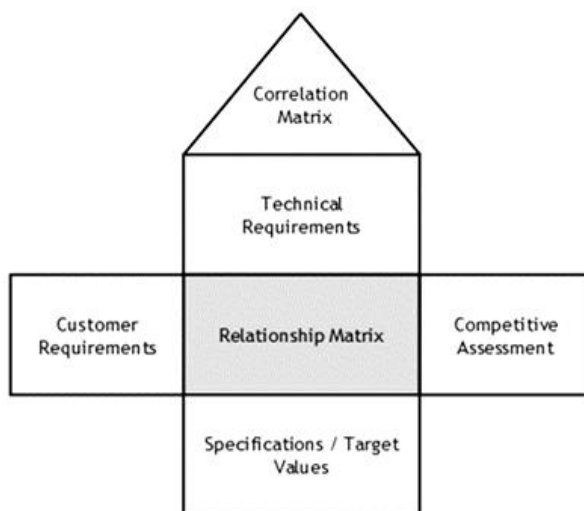 Correlation
Matrix
Technical
Requirements
Customer
Requirements
Relationship Matrix
Competitive
Assessment
Specifications / Target
Values